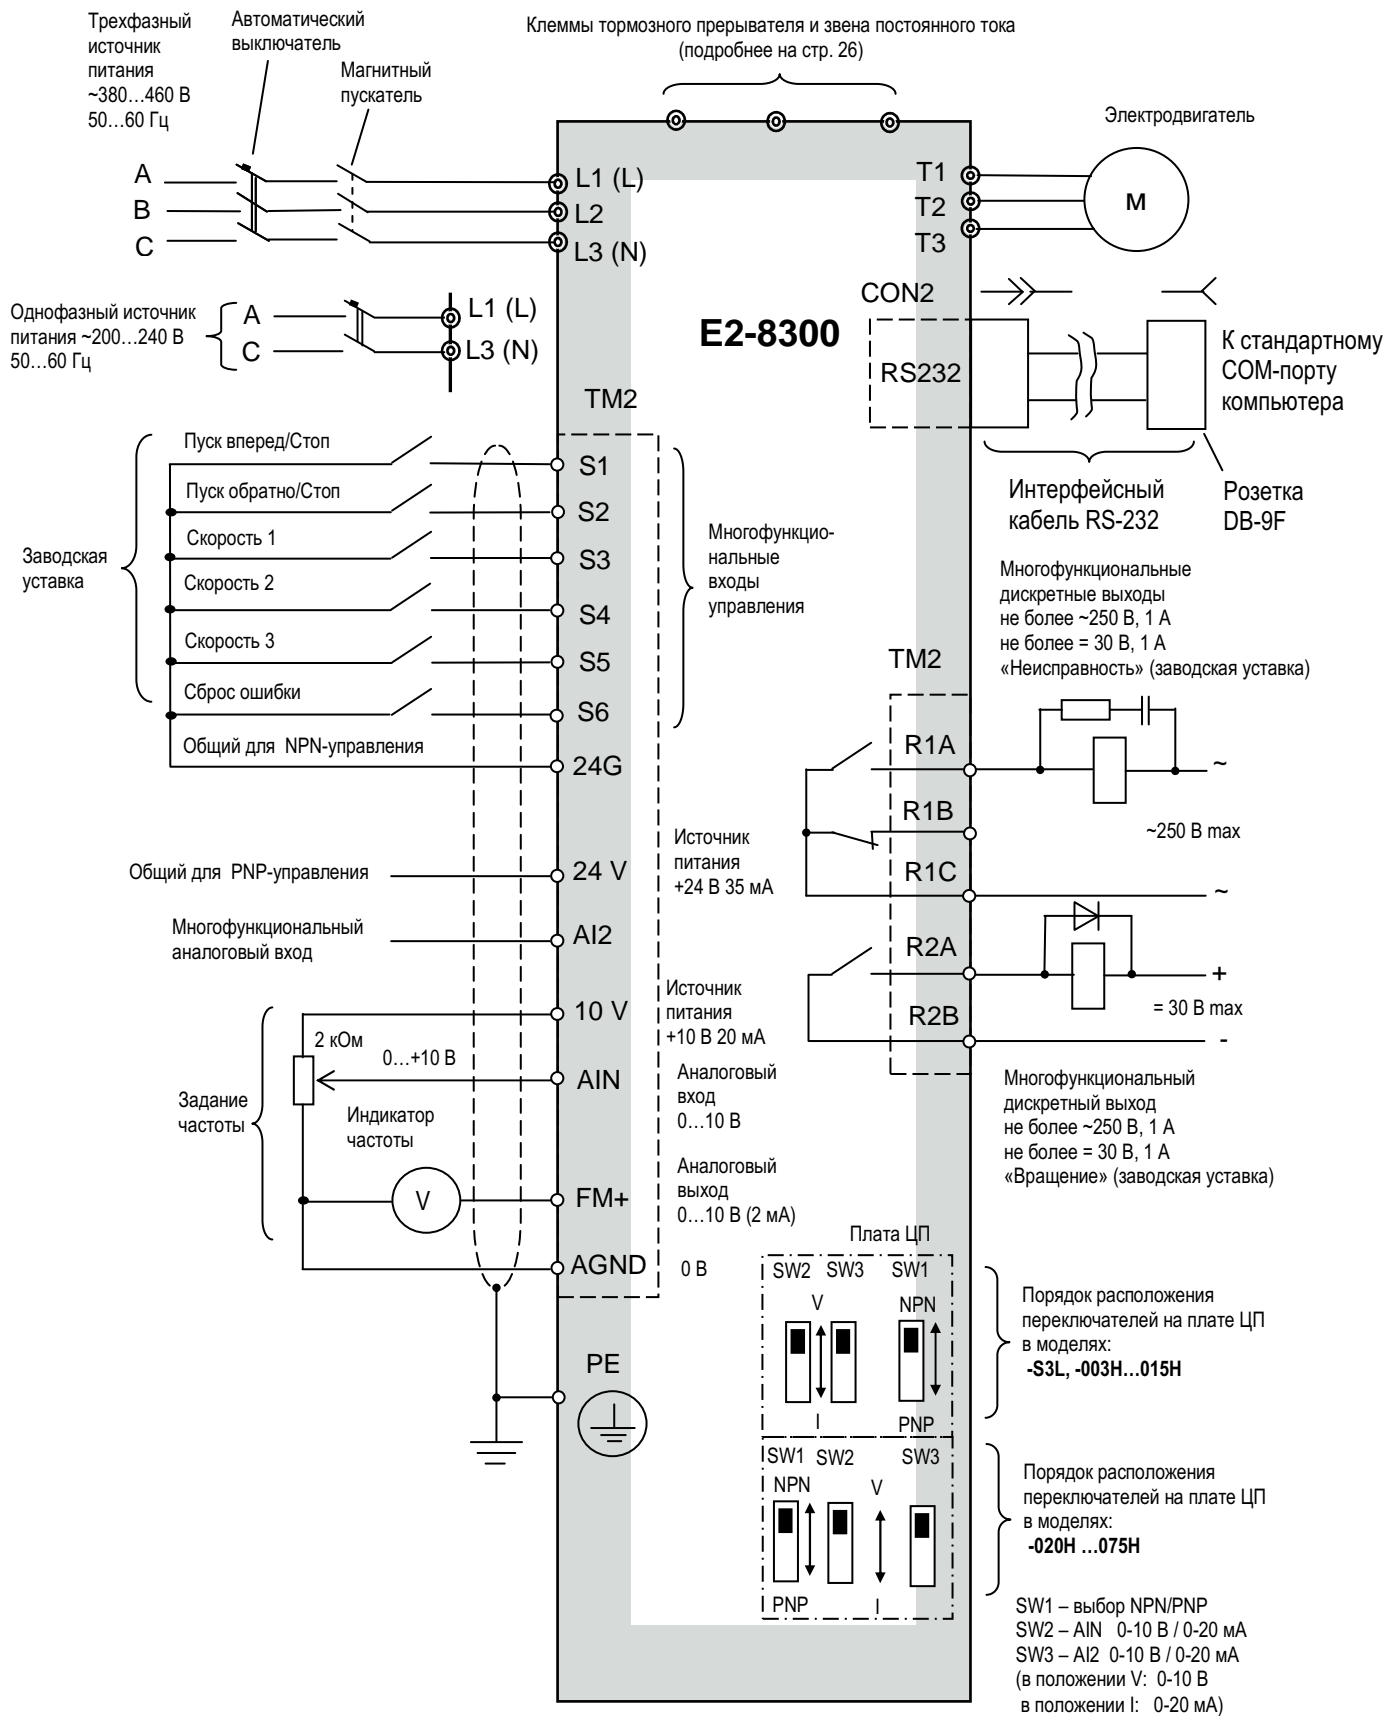 Трехфазный
источник
питания
~380…460 В
50…60 Гц
Автоматический
выключатель
Магнитный
пускатель
Клеммы тормозного прерывателя и звена постоянного тока
(подробнее на стр. 26)
Электродвигатель
A
B
C
L1 (L)
L2
L3 (N)
T1
T2
T3
M
Однофазный источник
питания ~200…240 В
50…60 Гц
A
C
L1 (L)
L3 (N)
E2-8300
CON2
RS232
К стандартному
COM-порту
компьютера
Интерфейсный
кабель RS-232
Розетка
DB-9F
TM2
Заводская
уставка
Пуск вперед/Стоп
S1
Пуск обратно/Стоп
S2
Скорость 1
S3
Скорость 2
S4
Скорость 3
S5
Сброс ошибки
S6
Общий для NPN-управления
24G
Многофункцио-
нальные
входы
управления
Общий для PNP-управления
24 V
Источник
питания
+24 В 35 мА
Многофункциональный
аналоговый вход
AI2
Задание
частоты
2 кОм
0…+10 В
10 V
Источник
питания
+10 В 20 мА
AIN
Аналоговый
вход
0…10 В
Индикатор
частоты
V
FM+
Аналоговый
выход
0…10 В (2 мА)
AGND
0 В
PE
Многофункциональные
дискретные выходы
не более ~250 В, 1 А
не более = 30 В, 1 А
«Неисправность» (заводская уставка)
TM2
R1A
~
R1B
~250 В max
R1C
~
R2A
+
= 30 В max
R2B
-
Многофункциональный
дискретный выход
не более ~250 В, 1 А
не более = 30 В, 1 А
«Вращение» (заводская уставка)
Плата ЦП
SW2 SW3 SW1
V
NPN
I
PNP
Порядок расположения
переключателей на плате ЦП
в моделях:
-S3L, -003H…015H
SW1 SW2 SW3
NPN
V
PNP
I
Порядок расположения
переключателей на плате ЦП
в моделях:
-020H …075H
SW1 – выбор NPN/PNP
SW2 – AIN 0-10 В / 0-20 мА
SW3 – AI2 0-10 В / 0-20 мА
(в положении V: 0-10 В
в положении I: 0-20 мА)